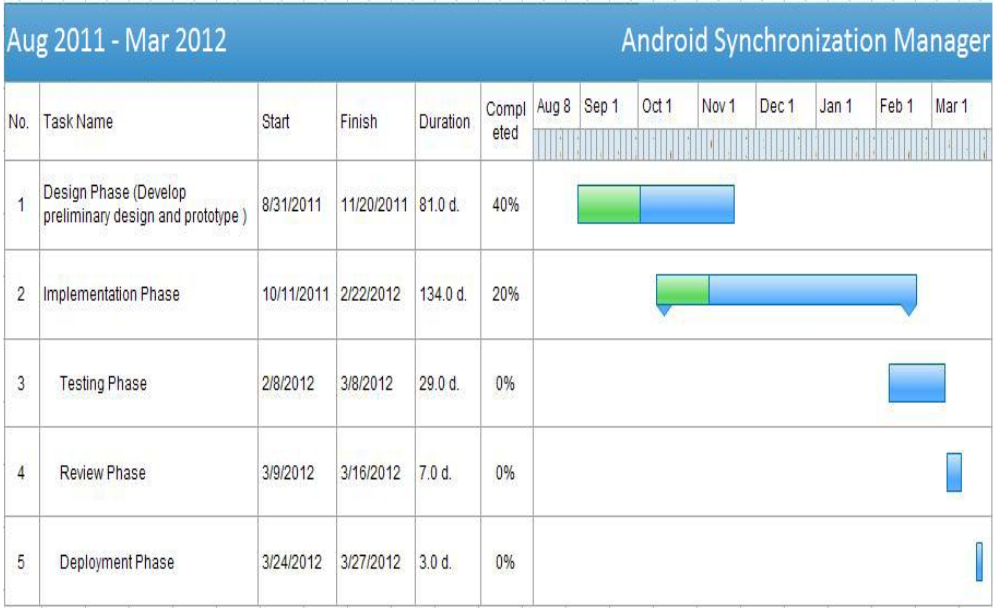 Aug 2011 - Mar 2012 Android Synchronization Manager
No. Task Name Start Finish Duration Compl eted Aug 8 Sep 1 Oct 1 Nov 1 Dec 1 Jan 1 Feb 1 Mar 1
1 Design Phase (Develop preliminary design and prototype ) 8/31/2011 11/20/2011 81.0 d. 40%
2 Implementation Phase 10/11/2011 2/22/2012 134.0 d. 20%
3 Testing Phase 2/8/2012 3/8/2012 29.0 d. 0%
4 Review Phase 3/9/2012 3/16/2012 7.0 d. 0%
5 Deployment Phase 3/24/2012 3/27/2012 3.0 d. 0%